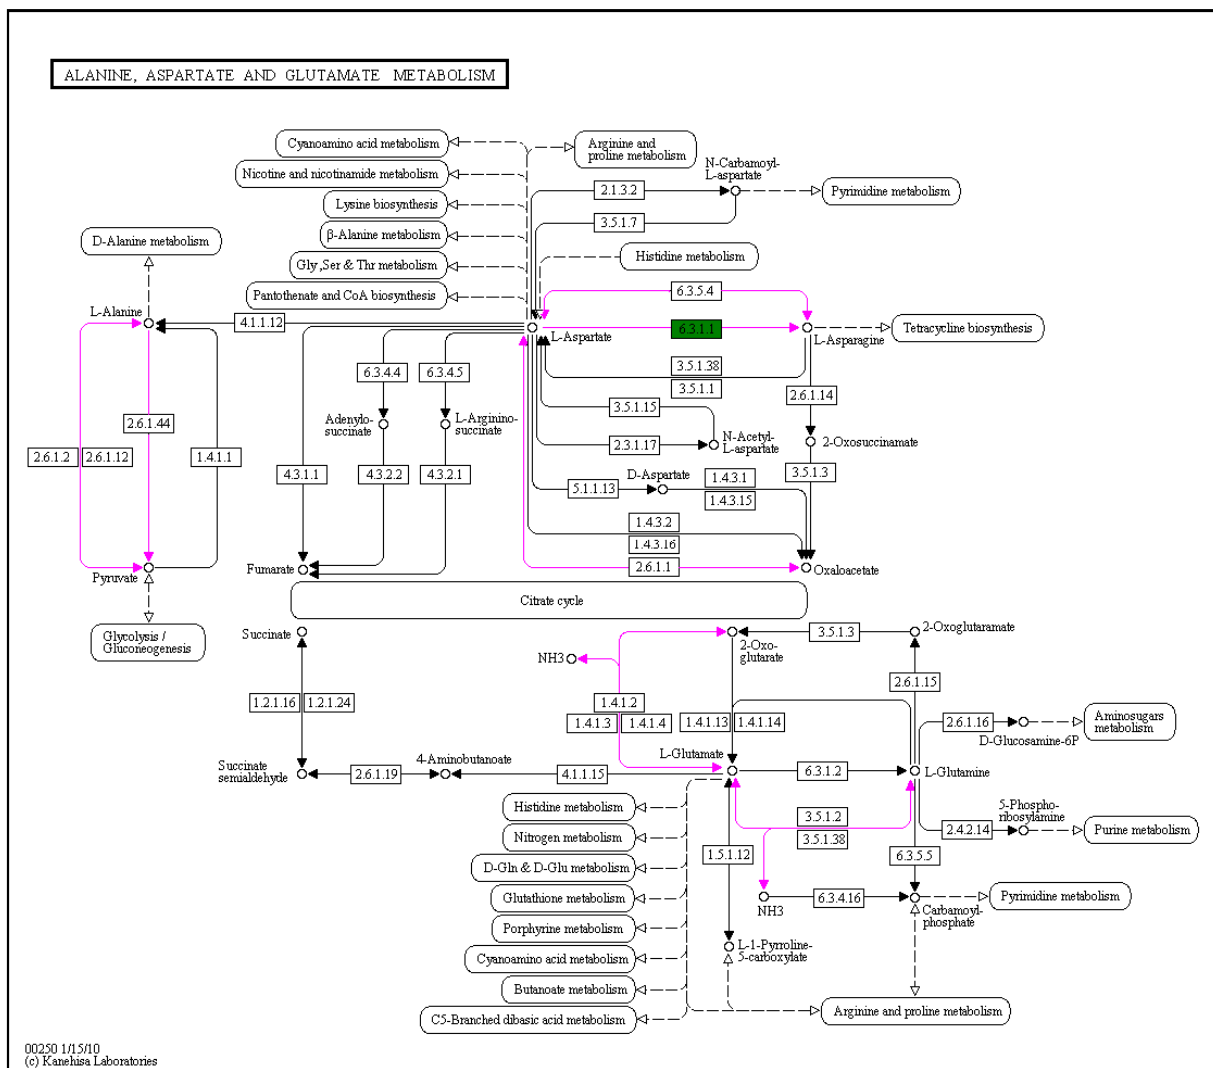 ALANINE, ASPARTATE AND GLUTAMATE METABOLISM
Cyanoamino acid metabolism
Arginine and
proline metabolism
Nicotine and nicotinamide metabolism
N-Carbamoyl-
L-aspartate
2.1.3.2
Pyrimidine metabolism
Lysine biosynthesis
3.5.1.7
β-Alanine metabolism
D-Alanine metabolism
Histidine metabolism
Gly ,Ser & Thr metabolism
Pantothenate and CoA biosynthesis
6.3.5.4
L-Alanine
4.1.1.12
L-Aspartate
6.3.1.1
L-Asparagine
Tetracycline biosynthesis
3.5.1.38
3.5.1.1
6.3.4.4
6.3.4.5
2.6.1.14
3.5.1.15
Adenylo-
succinate
L-Arginino-
succinate
N-Acetyl-
L-aspartate
2.6.1.44
2.3.1.17
2-Oxosuccinamate
2.6.1.2
2.6.1.12
1.4.1.1
4.3.1.1
4.3.2.2
4.3.2.1
D-Aspartate
5.1.1.13
1.4.3.1
1.4.3.15
3.5.1.3
1.4.3.2
1.4.3.16
2.6.1.1
Pyruvate
Fumarate
Oxaloacetate
Citrate cycle
Glycolysis /
Gluconeogenesis
Succinate
NH3
2-Oxo-
glutarate
3.5.1.3
2-Oxoglutaramate
1.2.1.16
1.2.1.24
1.4.1.2
1.4.1.3
1.4.1.4
1.4.1.13
1.4.1.14
2.6.1.15
2.6.1.16
Aminosugars
metabolism
D-Glucosamine-6P
Succinate
semialdehyde
2.6.1.19
4-Aminobutanoate
4.1.1.15
L-Glutamate
6.3.1.2
L-Glutamine
Histidine metabolism
3.5.1.2
3.5.1.38
5-Phospho-
ribosylamine
2.4.2.14
Purine metabolism
Nitrogen metabolism
D-Gln & D-Glu metabolism
1.5.1.12
6.3.5.5
Glutathione metabolism
NH3
6.3.4.16
Carbamoyl-
phosphate
Pyrimidine metabolism
Porphyrine metabolism
L-1-Pyrroline-
5-carboxylate
Cyanoamino acid metabolism
Butanoate metabolism
C5-Branched dibasic acid metabolism
Arginine and proline metabolism
00250 1/15/10
(c) Kanehisa Laboratories